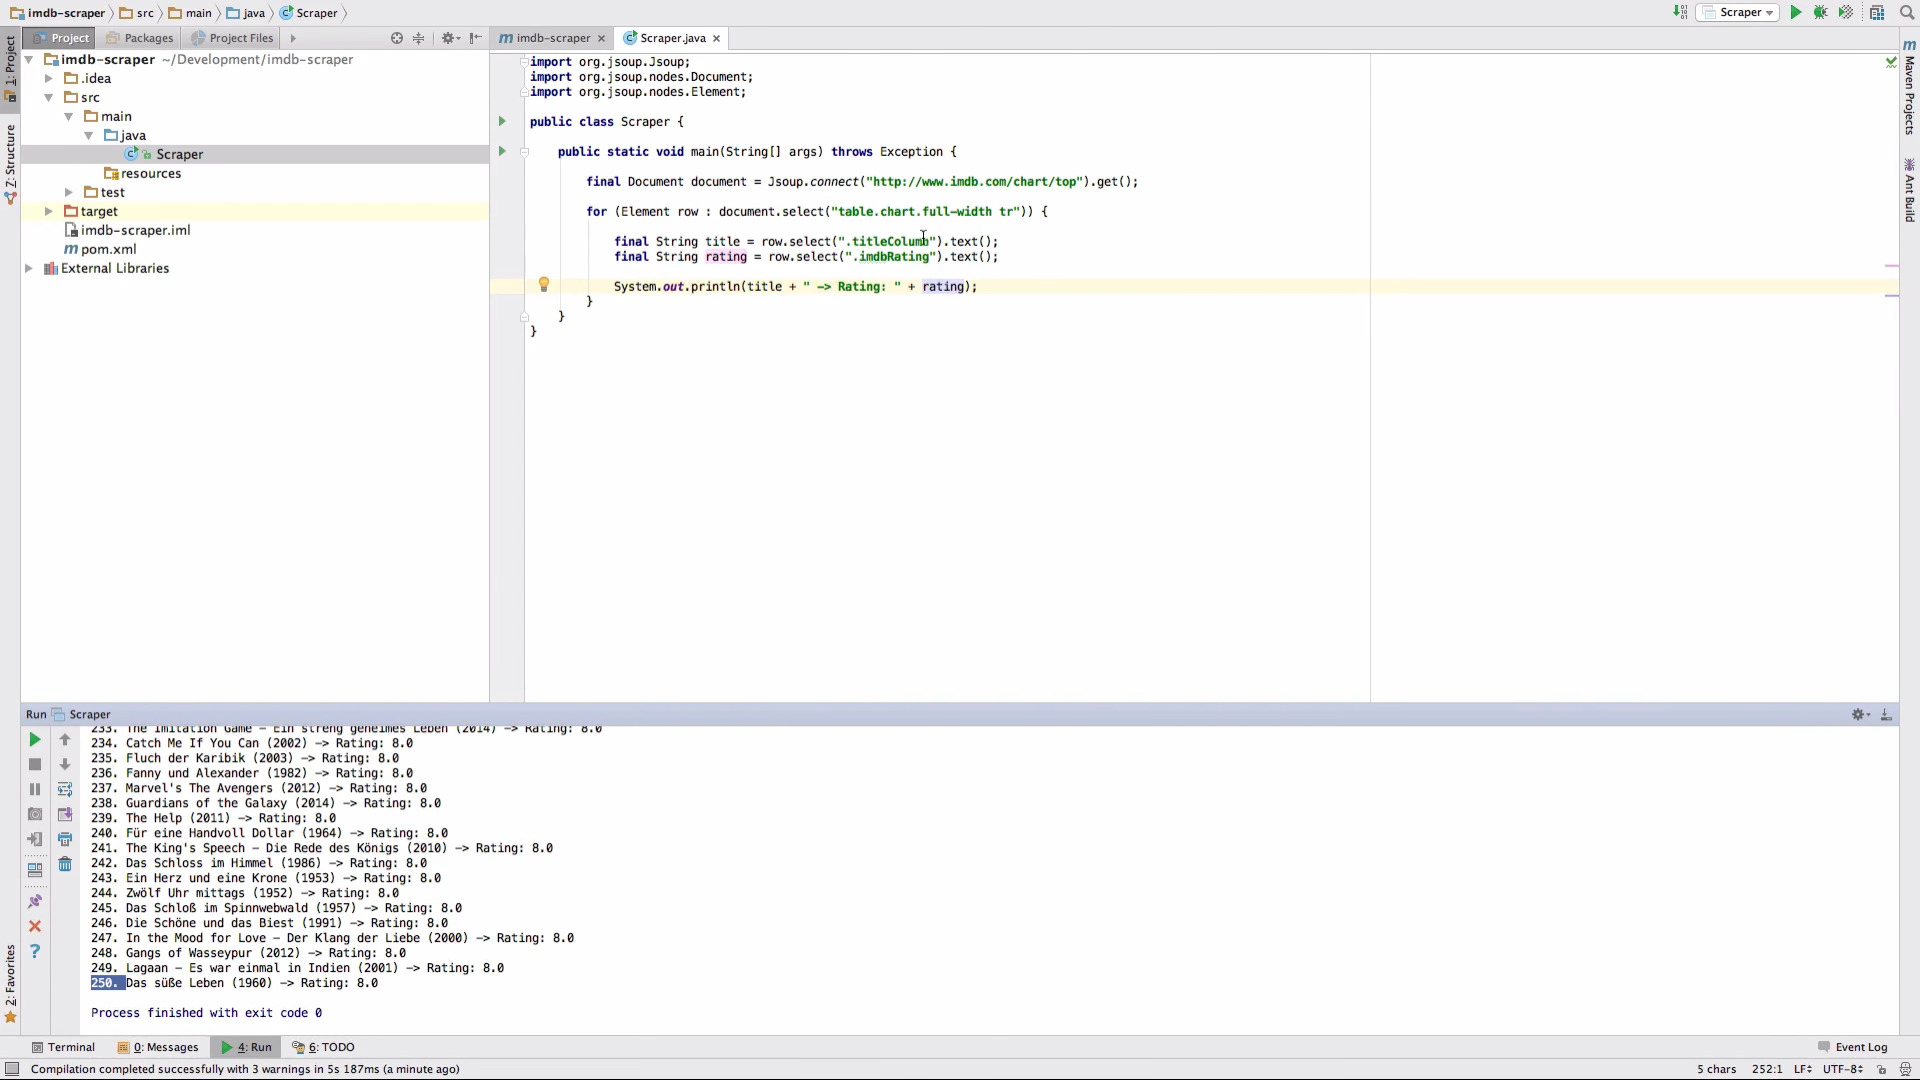 imdb-scraper src main java Scraper
Scraper
Project Packages Project Files
imdb-scraper Scraper.java
1: Project
Z: Structure
2: Favorites
imdb-scraper ~/Development/imdb-scraper
.idea
src
main
java
Scraper
resources
test
target
imdb-scraper.iml
pom.xml
External Libraries
import org.jsoup.Jsoup;
import org.jsoup.nodes.Document;
import org.jsoup.nodes.Element;
public class Scraper {
public static void main(String[] args) throws Exception {
final Document document = Jsoup.connect("http://www.imdb.com/chart/top").get();
for (Element row : document.select("table.chart.full-width tr")) {
final String title = row.select(".titleColumn").text();
final String rating = row.select(".imdbRating").text();
System.out.println(title + " -> Rating: " + rating);
}
}
}
Maven Projects
Ant Build
Run Scraper
233. The Imitation Game - Ein streng geheimes Leben (2014) -> Rating: 8.0
234. Catch Me If You Can (2002) -> Rating: 8.0
235. Fluch der Karibik (2003) -> Rating: 8.0
236. Fanny und Alexander (1982) -> Rating: 8.0
237. Marvel's The Avengers (2012) -> Rating: 8.0
238. Guardians of the Galaxy (2014) -> Rating: 8.0
239. The Help (2011) -> Rating: 8.0
240. Für eine Handvoll Dollar (1964) -> Rating: 8.0
241. The King's Speech - Die Rede des Königs (2010) -> Rating: 8.0
242. Das Schloss im Himmel (1986) -> Rating: 8.0
243. Ein Herz und eine Krone (1953) -> Rating: 8.0
244. Zwölf Uhr mittags (1952) -> Rating: 8.0
245. Das Schloß im Spinnwebwald (1957) -> Rating: 8.0
246. Die Schöne und das Biest (1991) -> Rating: 8.0
247. In the Mood for Love - Der Klang der Liebe (2000) -> Rating: 8.0
248. Gangs of Wasseypur (2012) -> Rating: 8.0
249. Lagaan - Es war einmal in Indien (2001) -> Rating: 8.0
250. Das süße Leben (1960) -> Rating: 8.0
Process finished with exit code 0
Terminal 0: Messages 4: Run 6: TODO Event Log
Compilation completed successfully with 3 warnings in 5s 187ms (a minute ago) 5 chars 252:1 LF UTF-8